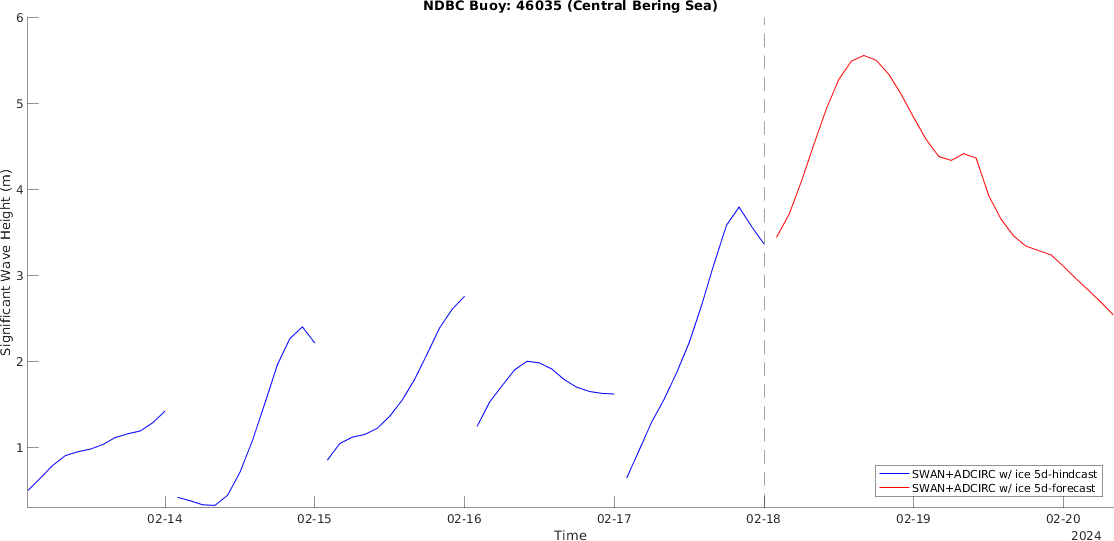 NDBC Buoy: 46035 (Central Bering Sea)
6
5
4
3
2
1
Significant Wave Height (m)
SWAN+ADCIRC w/ ice 5d-hindcast
SWAN+ADCIRC w/ ice 5d-forecast
02-14 02-15 02-16 02-17 02-18 02-19 02-20
Time
2024